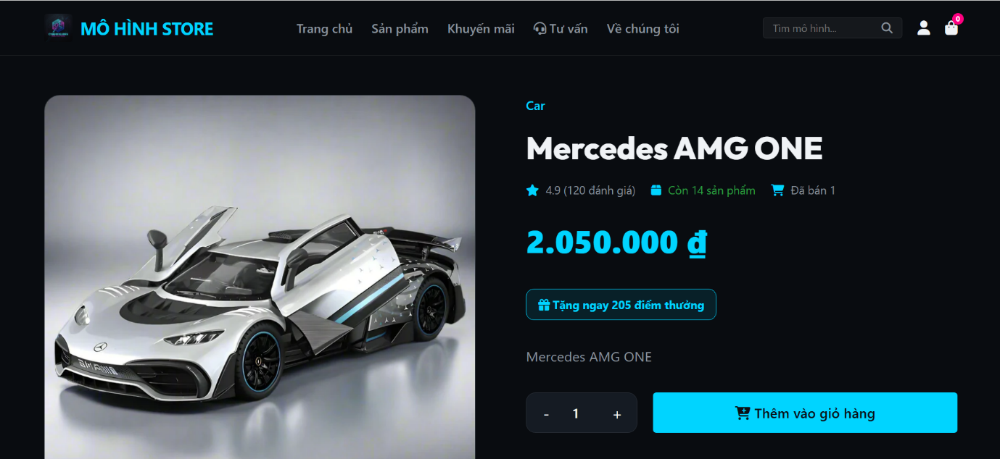 MÔ HÌNH STORE
Trang chủ
Sản phẩm
Khuyến mãi
Tư vấn
Về chúng tôi
Tìm mô hình...
0
Car
Mercedes AMG ONE
4.9 (120 đánh giá)
Còn 14 sản phẩm
Đã bán 1
2.050.000 ₫
Tặng ngay 205 điểm thưởng
Mercedes AMG ONE
- 1 +
Thêm vào giỏ hàng